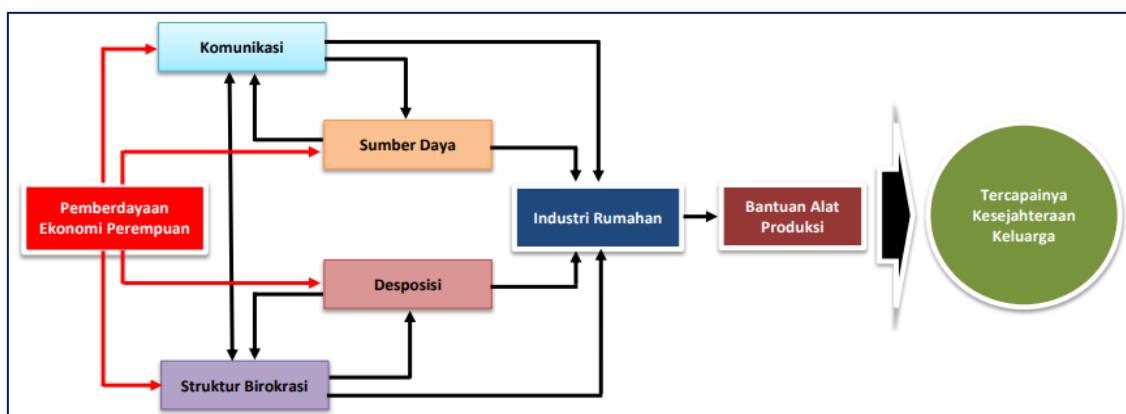 Komunikasi
Sumber Daya
Pemberdayaan
Ekonomi Perempuan
Industri Rumahan
Bantuan Alat
Produksi
Tercapainya
Kesejahteraan
Keluarga
Desposisi
Struktur Birokrasi